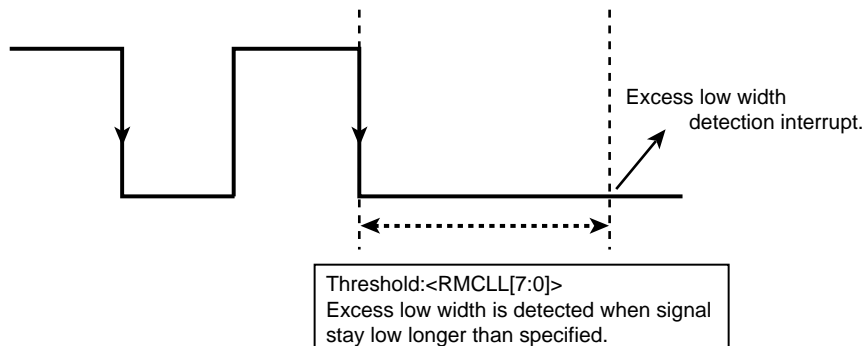 Excess low width
detection interrupt.
Threshold:<RMCLL[7:0]>
Excess low width is detected when signal
stay low longer than specified.